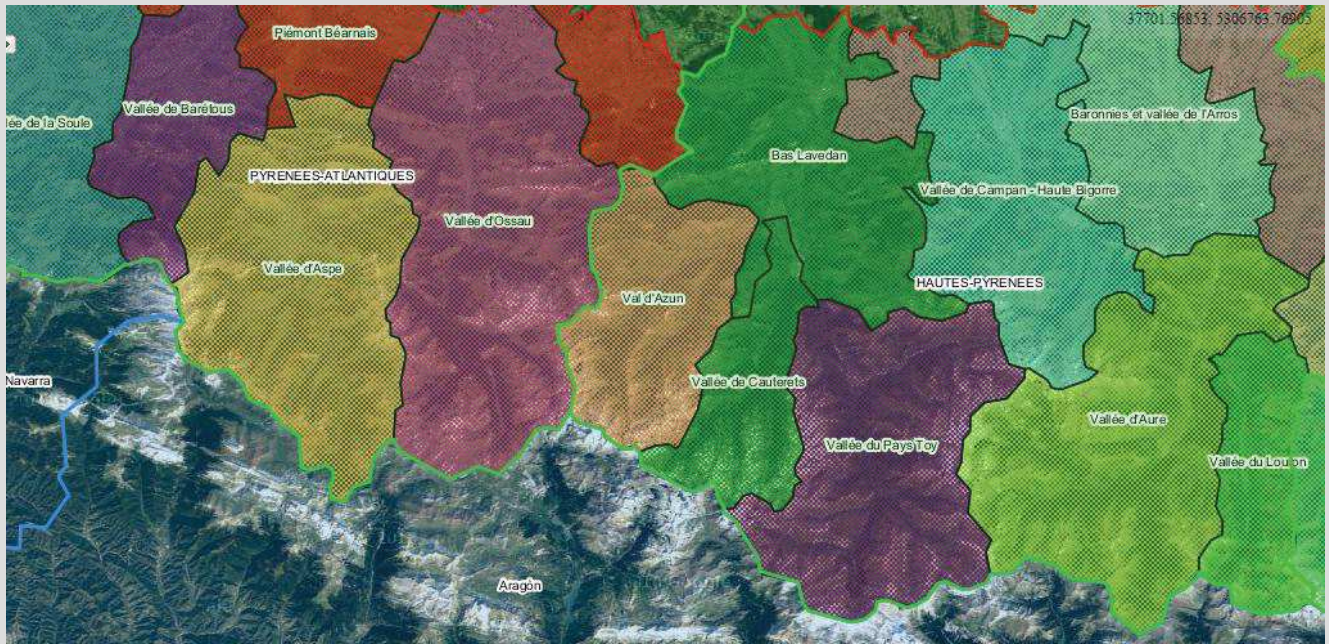 37701.56853, 5306763.76905
Piémont Béarnais
Vallée de Barétous
lée de la Soule
Baronnies et vallée de l'Arros
Bas Lavedan
PYRENEES-ATLANTIQUES
Vallée de Campan - Haute Bigorre
Vallée d'Ossau
Vallée d'Aspe
HAUTES-PYRENEES
Val d'Azun
Navarra
Vallée de Cauterets
Vallée d'Aure
Vallée du Pays Toy
Vallée du Louron
Aragón